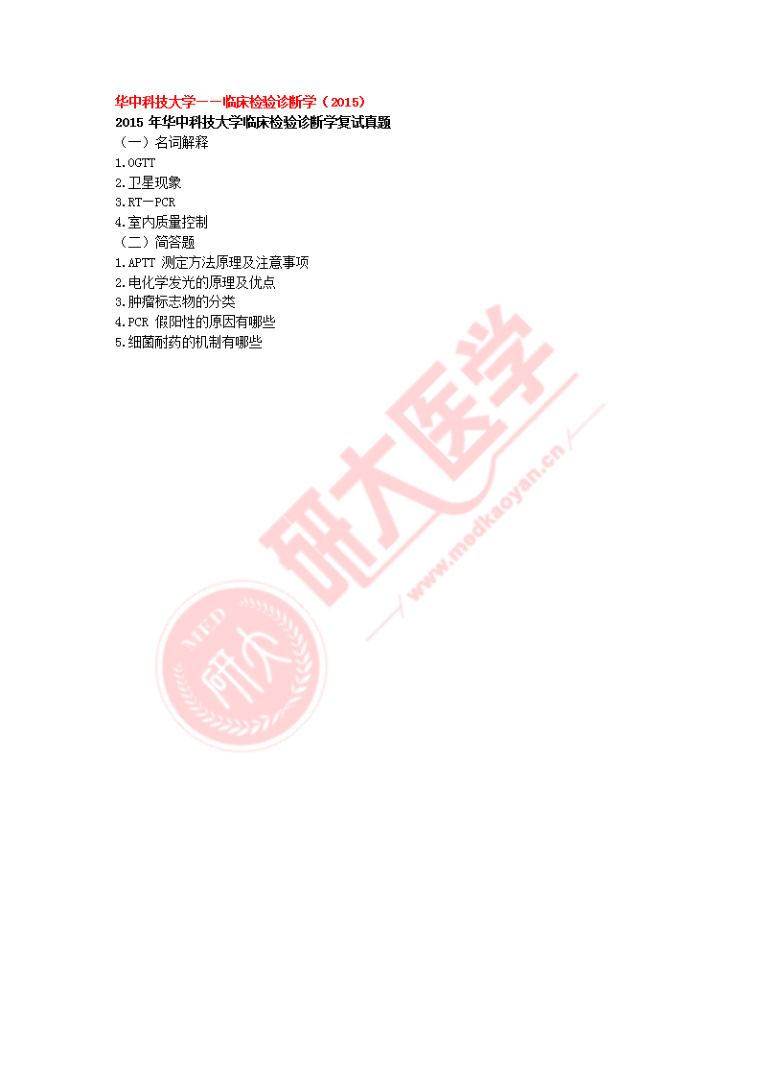 华中科技大学——临床检验诊断学（2015）
2015 年华中科技大学临床检验诊断学复试真题
（一）名词解释
1.OGTT
2.卫星现象
3.RT—PCR
4.室内质量控制
（二）简答题
1.APTT 测定方法原理及注意事项
2.电化学发光的原理及优点
3.肿瘤标志物的分类
4.PCR 假阳性的原因有哪些
5.细菌耐药的机制有哪些
研大医学
www.medkaoyan.cn
MED
研大